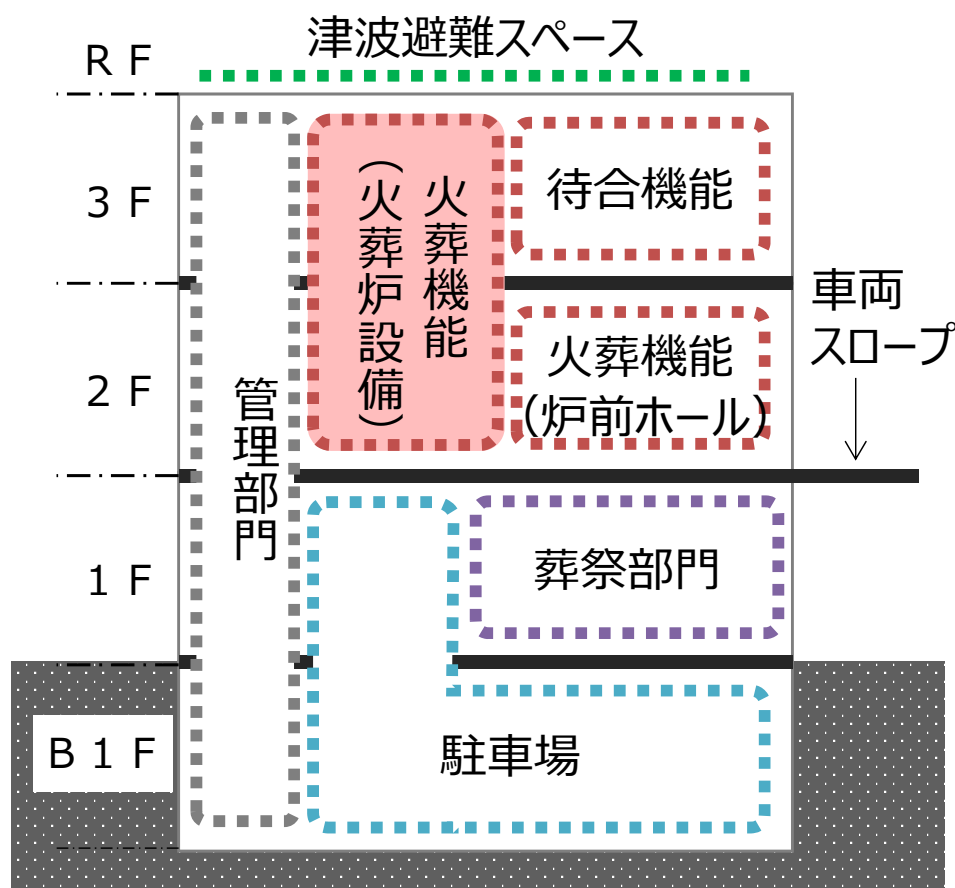 津波避難スペース
RF
3F
2F
1F
B1F
管理部門
火葬機能
（火葬炉設備）
待合機能
火葬機能
（炉前ホール）
車両
スロープ
葬祭部門
駐車場